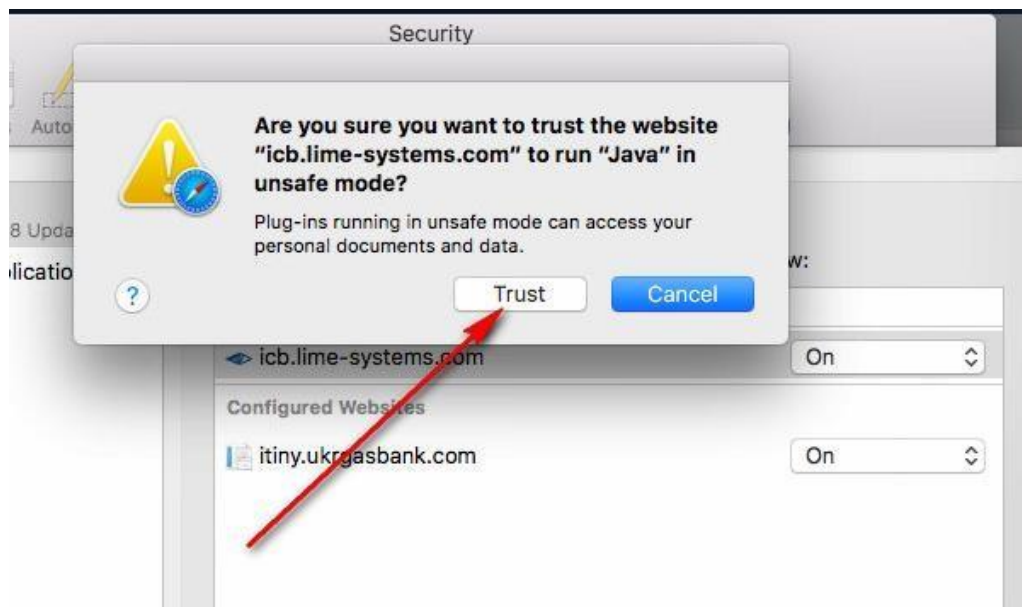 Security
Auto
Are you sure you want to trust the website
“icb.lime-systems.com” to run “Java” in
unsafe mode?
Plug-ins running in unsafe mode can access your
personal documents and data.
8 Upda
licatio
w:
?
Trust
Cancel
icb.lime-systems.com
On
Configured Websites
itiny.ukrgasbank.com
On